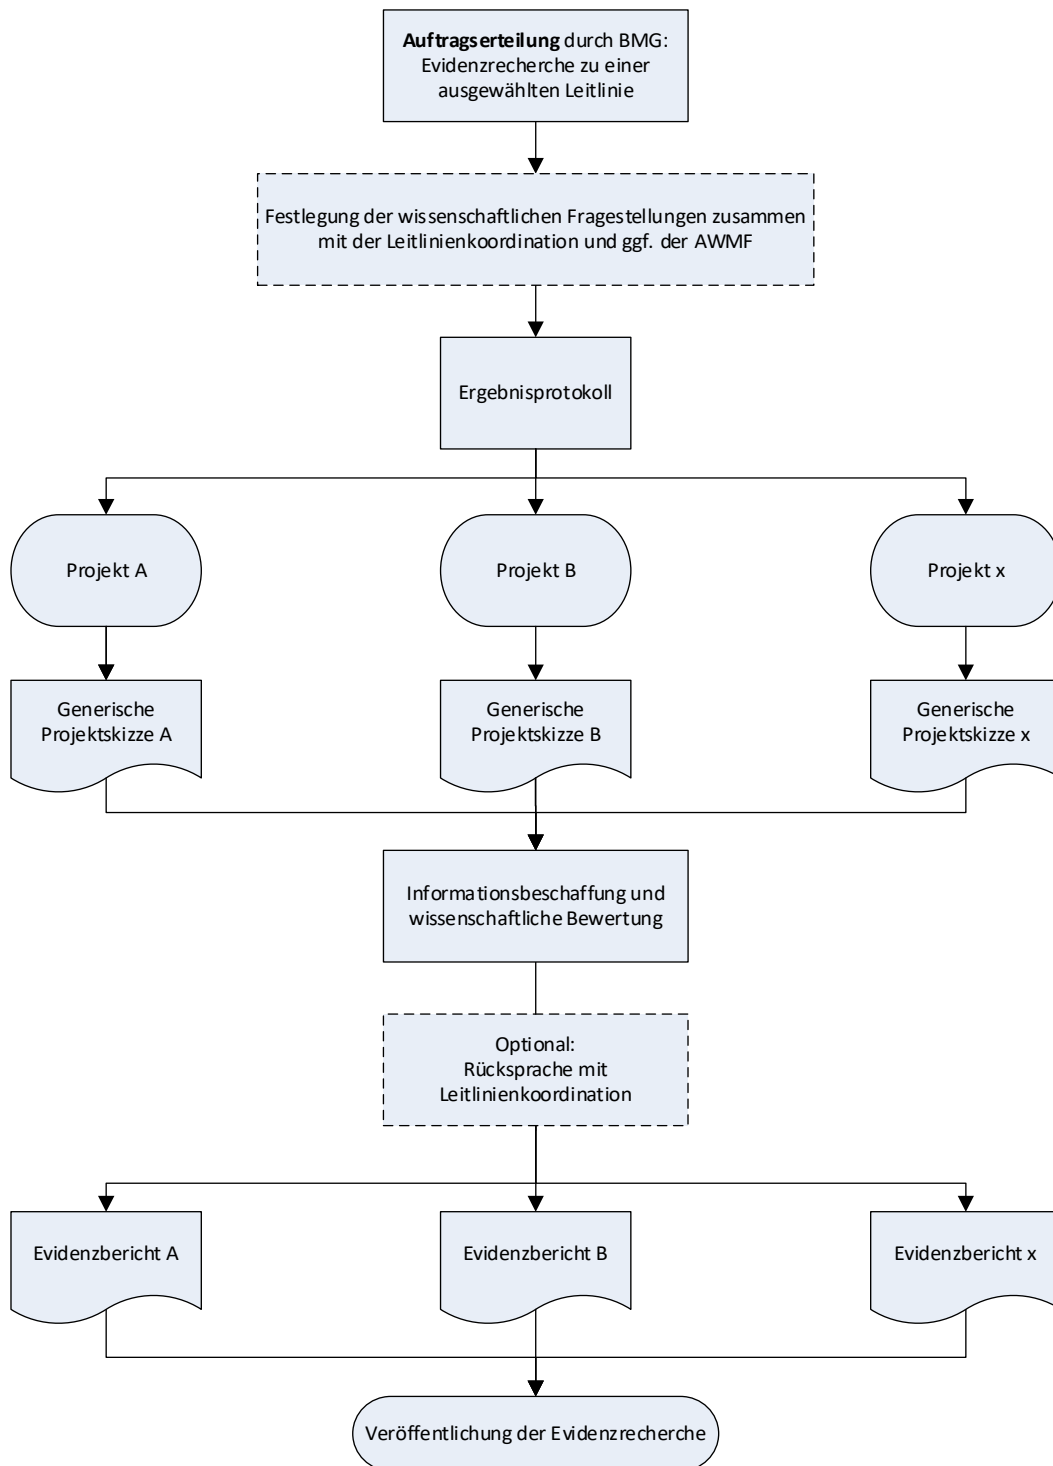 Auftragserteilung durch BMG:
Evidenzrecherche zu einer
ausgewählten Leitlinie
Festlegung der wissenschaftlichen Fragestellungen zusammen
mit der Leitlinienkoordination und ggf. der AWMF
Ergebnisprotokoll
Projekt A
Projekt B
Projekt x
Generische
Projektskizze A
Generische
Projektskizze B
Generische
Projektskizze x
Informationsbeschaffung und
wissenschaftliche Bewertung
Optional:
Rücksprache mit
Leitlinienkoordination
Evidenzbericht A
Evidenzbericht B
Evidenzbericht x
Veröffentlichung der Evidenzrecherche